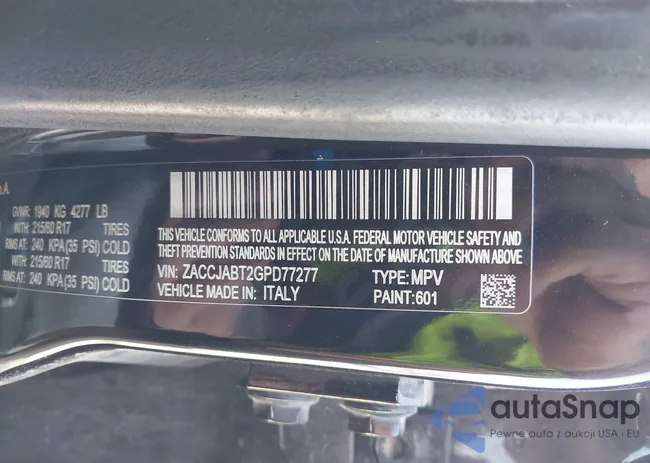 GVWR: 1940 KG 4277 LB
WITH: 215/60 R17 TIRES
RIMS AT: 240 KPA (35 PSI) COLD
WITH: 215/60 R17 TIRES
RIMS AT: 240 KPA (35 PSI) COLD
THIS VEHICLE CONFORMS TO ALL APPLICABLE U.S.A. FEDERAL MOTOR VEHICLE SAFETY AND
THEFT PREVENTION STANDARDS IN EFFECT ON THE DATE OF MANUFACTURE SHOWN ABOVE
VIN: ZACCJABT2GPD77277 TYPE: MPV
VEHICLE MADE IN: ITALY PAINT: 601
autaSnap
Pewne auta z aukcji USA i EU